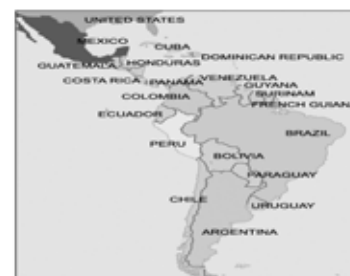 UNITED STATES
MEXICO
CUBA
DOMINICAN REPUBLIC
GUATEMALA
HONDURAS
COSTA RICA
PANAMA
VENEZUELA
GUYANA
COLOMBIA
SURINAM
FRENCH GUIAN
ECUADOR
BRAZIL
PERU
BOLIVIA
PARAGUAY
CHILE
URUGUAY
ARGENTINA